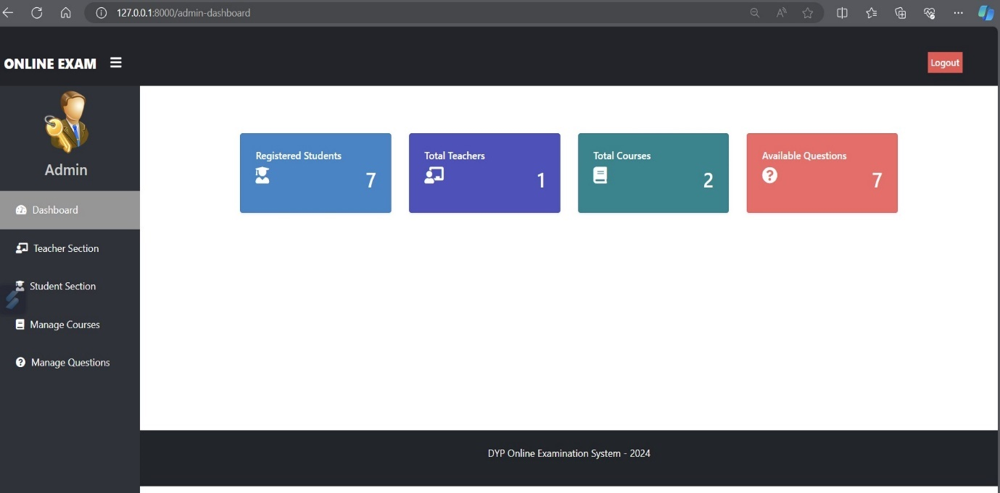 127.0.0.1:8000/admin-dashboard
ONLINE EXAM
Logout
Admin
Dashboard
Teacher Section
Student Section
Manage Courses
Manage Questions
Registered Students
7
Total Teachers
1
Total Courses
2
Available Questions
7
DYP Online Examination System - 2024